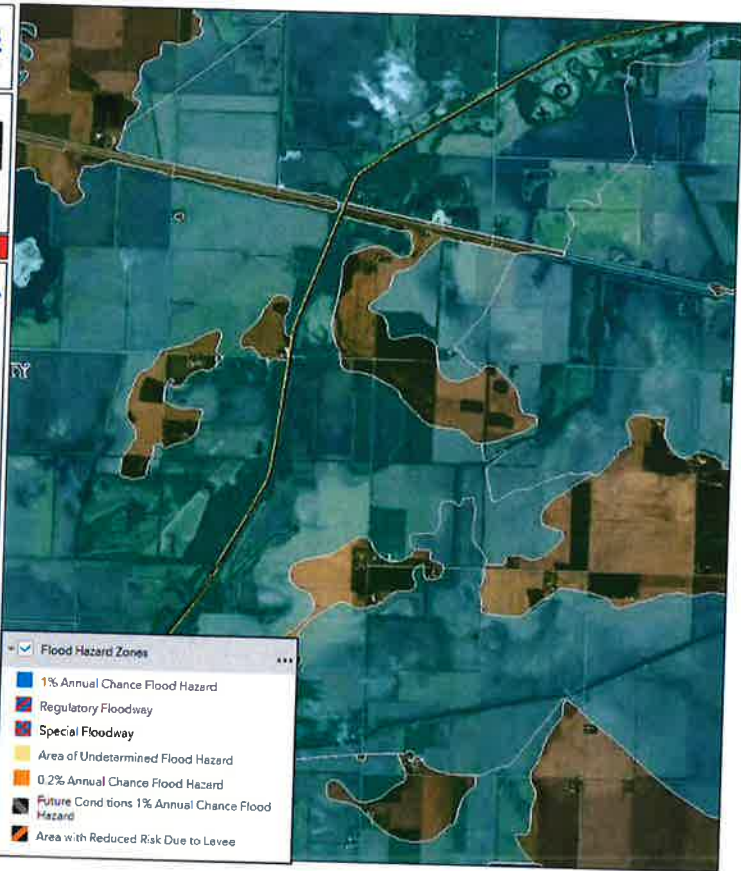 TY
Flood Hazard Zones
1% Annual Chance Flood Hazard
Regulatory Floodway
Special Floodway
Area of Undetermined Flood Hazard
0.2% Annual Chance Flood Hazard
Future Conditions 1% Annual Chance Flood
Hazard
Area with Reduced Risk Due to Levee